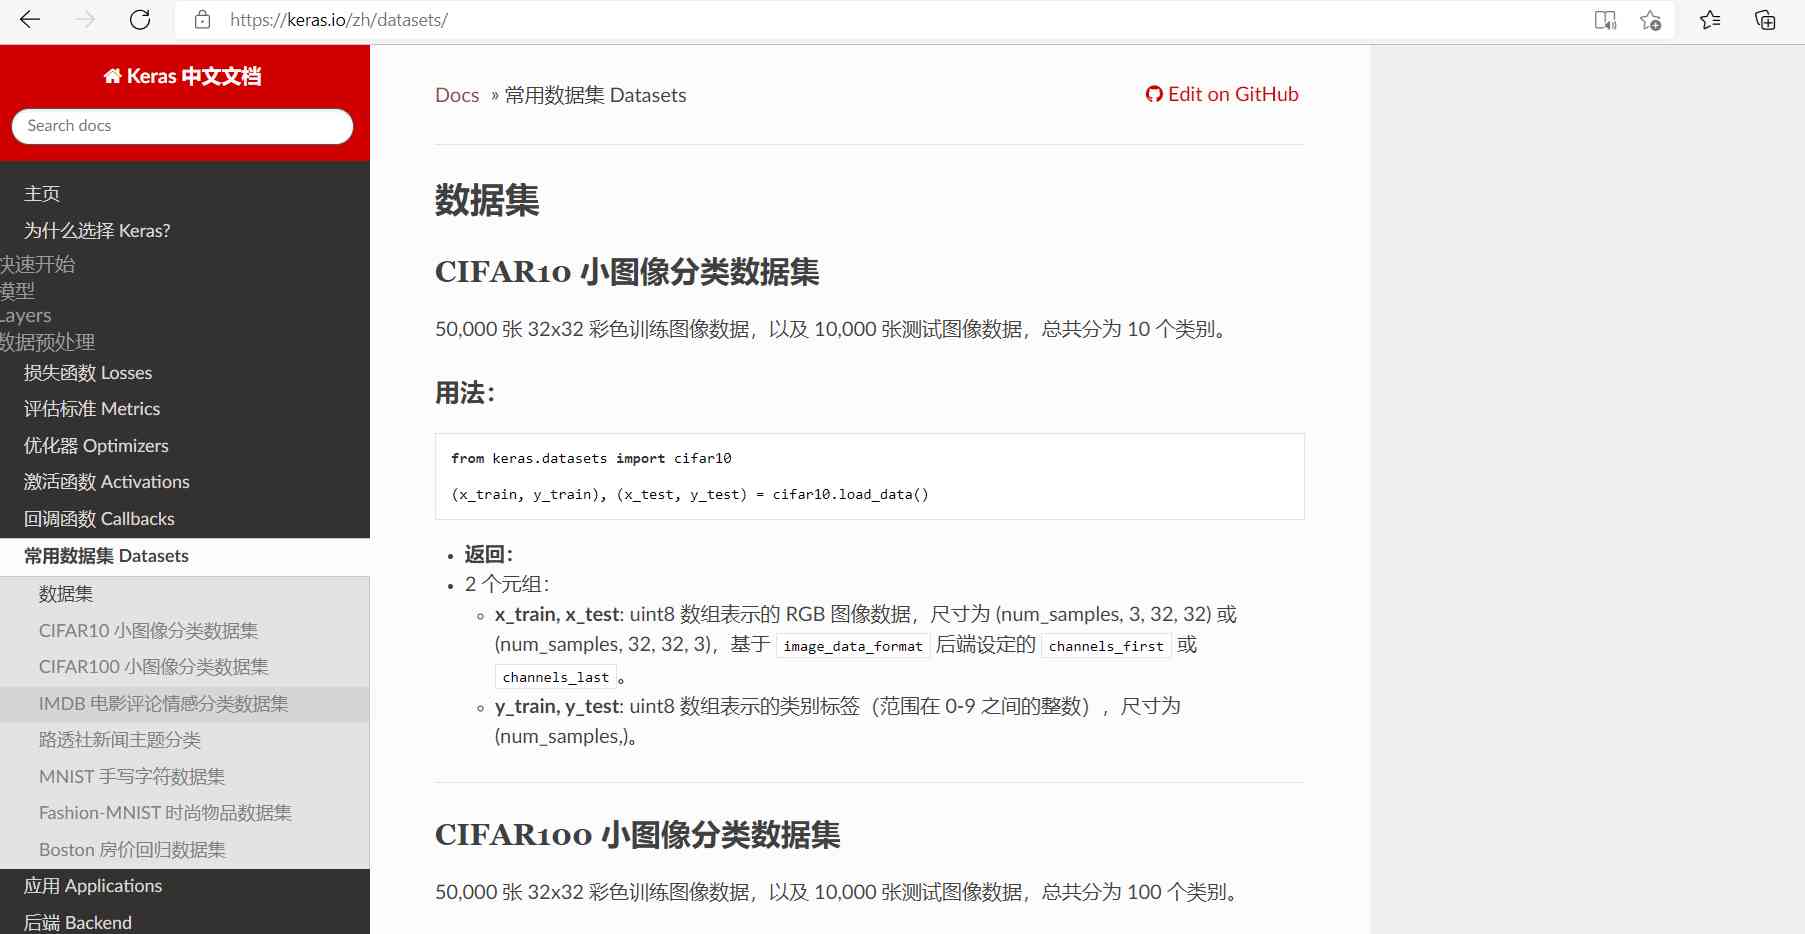 https://keras.io/zh/datasets/
Keras 中文文档
Search docs
主页
为什么选择 Keras?
快速开始
模型
Layers
数据预处理
损失函数 Losses
评估标准 Metrics
优化器 Optimizers
激活函数 Activations
回调函数 Callbacks
常用数据集 Datasets
数据集
CIFAR10 小图像分类数据集
CIFAR100 小图像分类数据集
IMDB 电影评论情感分类数据集
路透社新闻主题分类
MNIST 手写字符数据集
Fashion-MNIST 时尚物品数据集
Boston 房价回归数据集
应用 Applications
后端 Backend
Docs » 常用数据集 Datasets
Edit on GitHub
数据集
CIFAR10 小图像分类数据集
50,000 张 32x32 彩色训练图像数据，以及 10,000 张测试图像数据，总共分为 10 个类别。
用法：
from keras.datasets import cifar10
(x_train, y_train), (x_test, y_test) = cifar10.load_data()
• 返回：
• 2 个元组：
◦ x_train, x_test: uint8 数组表示的 RGB 图像数据，尺寸为 (num_samples, 3, 32, 32) 或
(num_samples, 32, 32, 3)，基于 image_data_format 后端设定的 channels_first 或
channels_last 。
◦ y_train, y_test: uint8 数组表示的类别标签（范围在 0-9 之间的整数），尺寸为
(num_samples,)。
CIFAR100 小图像分类数据集
50,000 张 32x32 彩色训练图像数据，以及 10,000 张测试图像数据，总共分为 100 个类别。